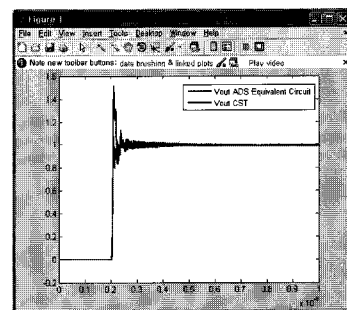 Figure 1
File Edit View Insert Tools Desktop Window Help
Note new toolbar buttons: data brushing & linked plots Play video
1.6
1.4
1.2
1
0.8
0.6
0.4
0.2
0
-0.2
Vout ADS Equivalent Circuit
Vout CST
0 0.1 0.2 0.3 0.4 0.5 0.6 0.7 0.8 0.9 1